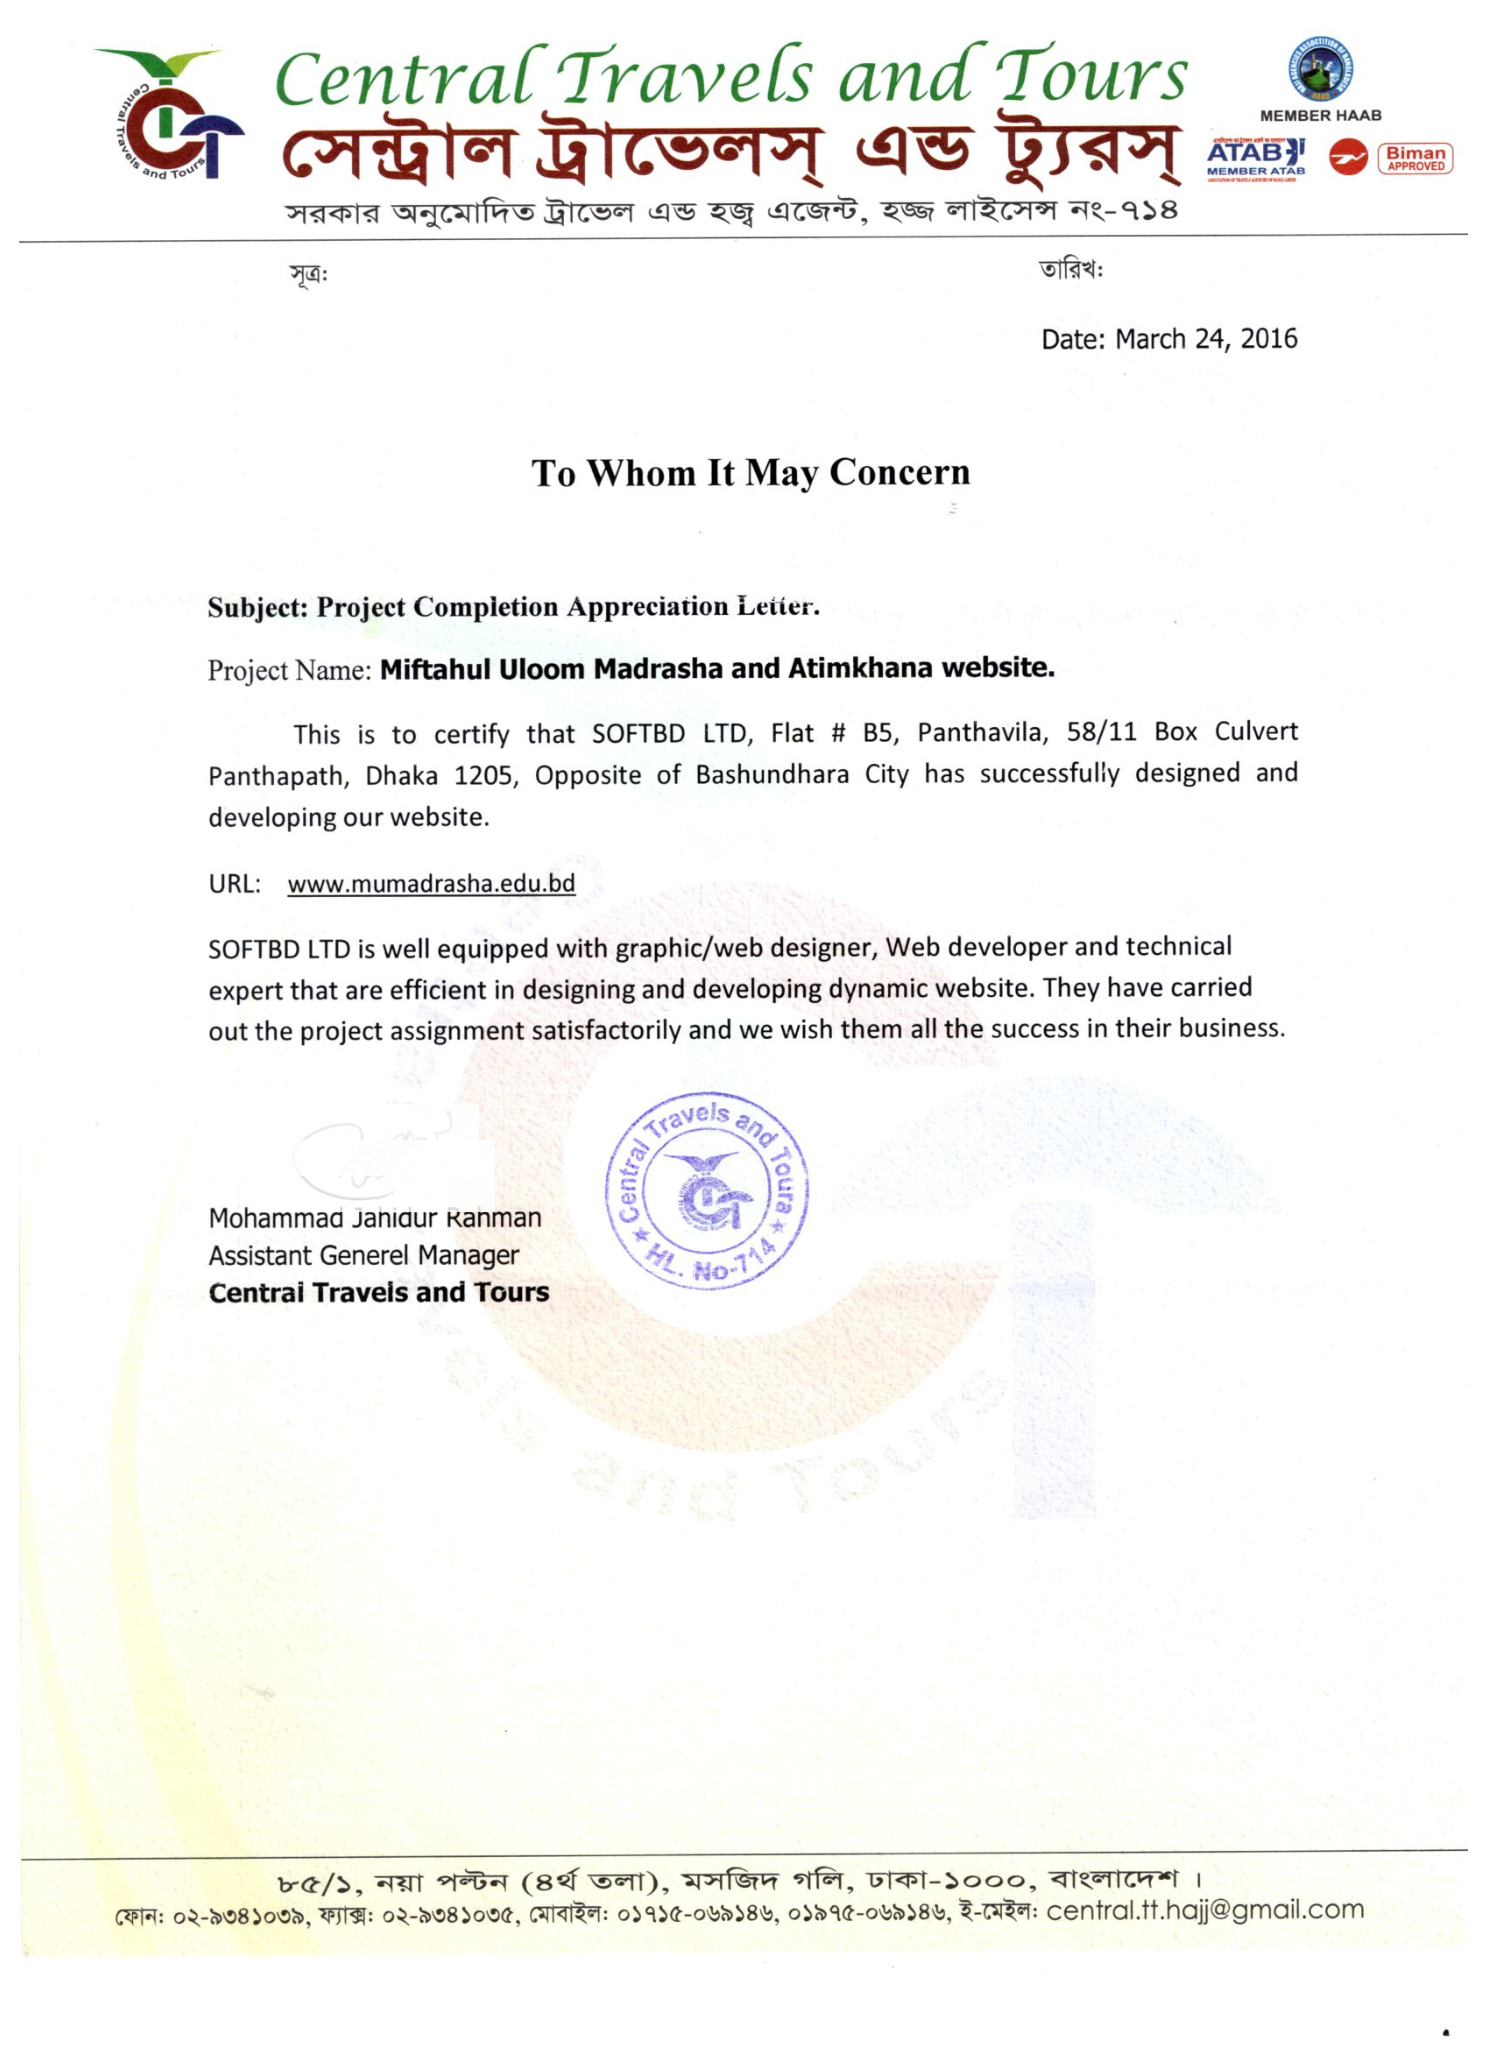 Central Travels and Tours
Central Travels and Tours
সেন্ট্রাল ট্রাভেলস্ এন্ড ট্যুরস্
সরকার অনুমোদিত ট্রাভেল এন্ড হজ্ব এজেন্ট, হজ্জ লাইসেন্স নং-৭১৪
MEMBER HAAB
ATAB
MEMBER ATAB
Biman
APPROVED
সূত্র:
তারিখ:
Date: March 24, 2016
To Whom It May Concern
Subject: Project Completion Appreciation Letter.
Project Name: Miftahul Uloom Madrasha and Atimkhana website.
This is to certify that SOFTBD LTD, Flat # B5, Panthavila, 58/11 Box Culvert
Panthapath, Dhaka 1205, Opposite of Bashundhara City has successfully designed and
developing our website.
URL: www.mumadrasha.edu.bd
SOFTBD LTD is well equipped with graphic/web designer, Web developer and technical
expert that are efficient in designing and developing dynamic website. They have carried
out the project assignment satisfactorily and we wish them all the success in their business.
Central Travels and Toura
HL. No-714
Mohammad Jahidur Rahman
Assistant Generel Manager
Central Travels and Tours
৮৫/১, নয়া পল্টন (৪র্থ তলা), মসজিদ গলি, ঢাকা-১০০০, বাংলাদেশ ।
ফোন: ০২-৯৩৪১০৩৯, ফ্যাক্স: ০২-৯৩৪১০৩৫, মোবাইল: ০১৭১৫-০৬৯১৪৬, ০১৯৭৫-০৬৯১৪৬, ই-মেইল: central.tt.hajj@gmail.com